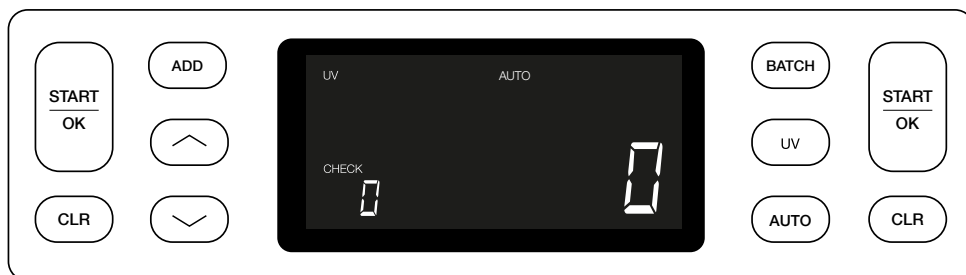 START
OK
CLR
ADD
UV AUTO
CHECK
0
0
BATCH
UV
AUTO
START
OK
CLR